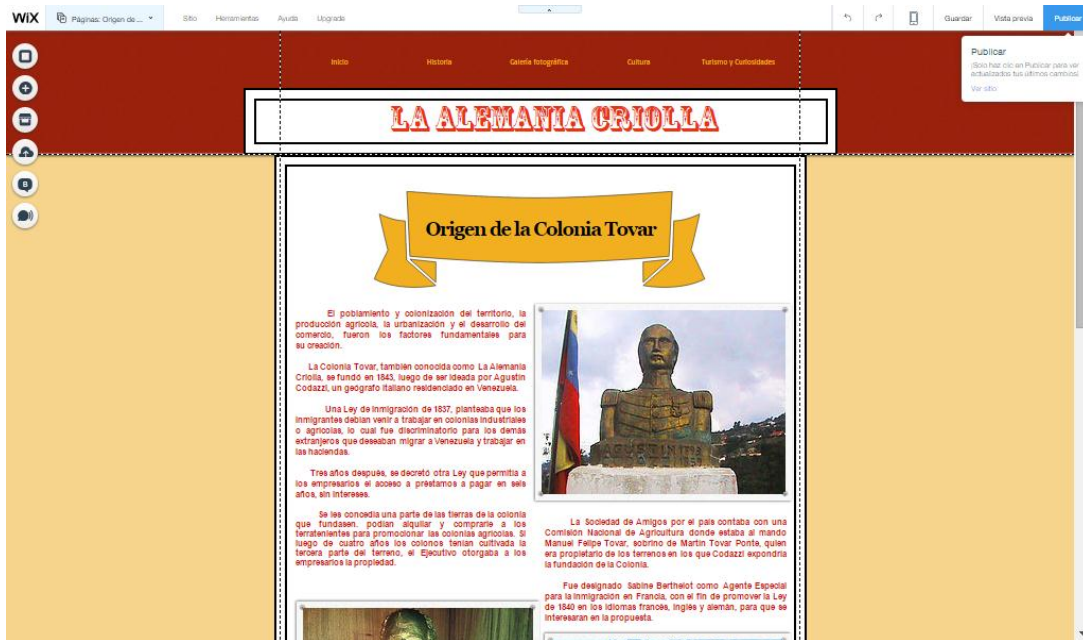 WiX
Páginas: Origen de ...
Sitio
Herramientas
Ayuda
Upgrade
Guardar
Vista previa
Publicar
Publicar
¡Solo haz clic en Publicar para ver
actualizados tus últimos cambios!
Ver sitio
Inicio
Historia
Galería fotográfica
Cultura
Turismo y Curiosidades
LA ALEMANIA CRIOLLA
Origen de la Colonia Tovar
El poblamiento y colonización del territorio, la
producción agrícola, la urbanización y el desarrollo del
comercio, fueron los factores fundamentales para
su creación.
La Colonia Tovar, también conocida como La Alemania
Criolla, se fundó en 1843, luego de ser ideada por Agustín
Codazzi, un geógrafo italiano residenciado en Venezuela.
Una Ley de Inmigración de 1837, planteaba que los
inmigrantes debían venir a trabajar en colonias industriales
o agrícolas, lo cual fue discriminatorio para los demás
extranjeros que deseaban migrar a Venezuela y trabajar en
las haciendas.
Tres años después, se decretó otra Ley que permitía a
los empresarios el acceso a préstamos a pagar en seis
años, sin intereses.
Se les concedía una parte de las tierras de la colonia
que fundasen. podían alquilar y comprarle a los
terratenientes para promocionar las colonias agrícolas. Si
luego de cuatro años los colonos tenían cultivada la
tercera parte del terreno, el Ejecutivo otorgaba a los
empresarios la propiedad.
La Sociedad de Amigos por el país contaba con una
Comisión Nacional de Agricultura donde estaba al mando
Manuel Felipe Tovar, sobrino de Martín Tovar Ponte, quien
era propietario de los terrenos en los que Codazzi expondría
la fundación de la Colonia.
Fue designado Sabine Berthelot como Agente Especial
para la Inmigración en Francia, con el fin de promover la Ley
de 1840 en los idiomas francés, inglés y alemán, para que se
interesaran en la propuesta.